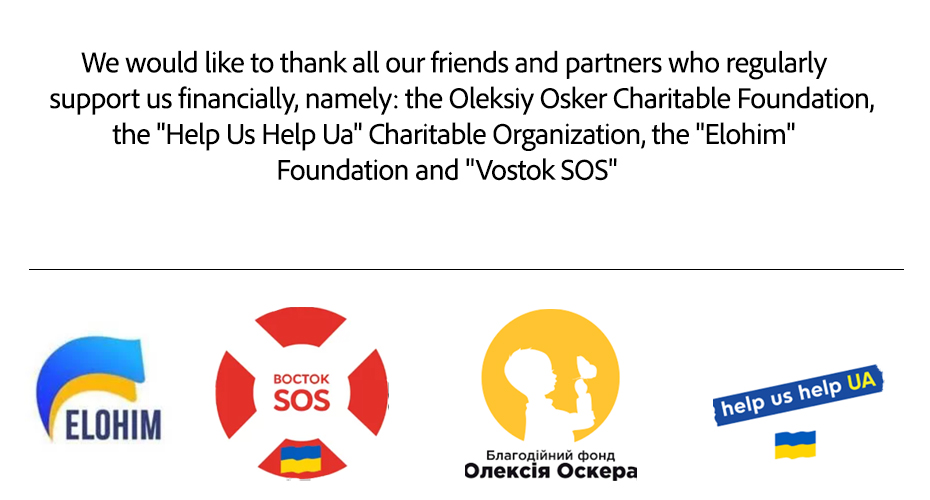 We would like to thank all our friends and partners who regularly
support us financially, namely: the Oleksiy Osker Charitable Foundation,
the "Help Us Help Ua" Charitable Organization, the "Elohim"
Foundation and "Vostok SOS"
ELOHIM
ВОСТОК
SOS
Благодійний фонд
Олексія Оскера
help us help UA